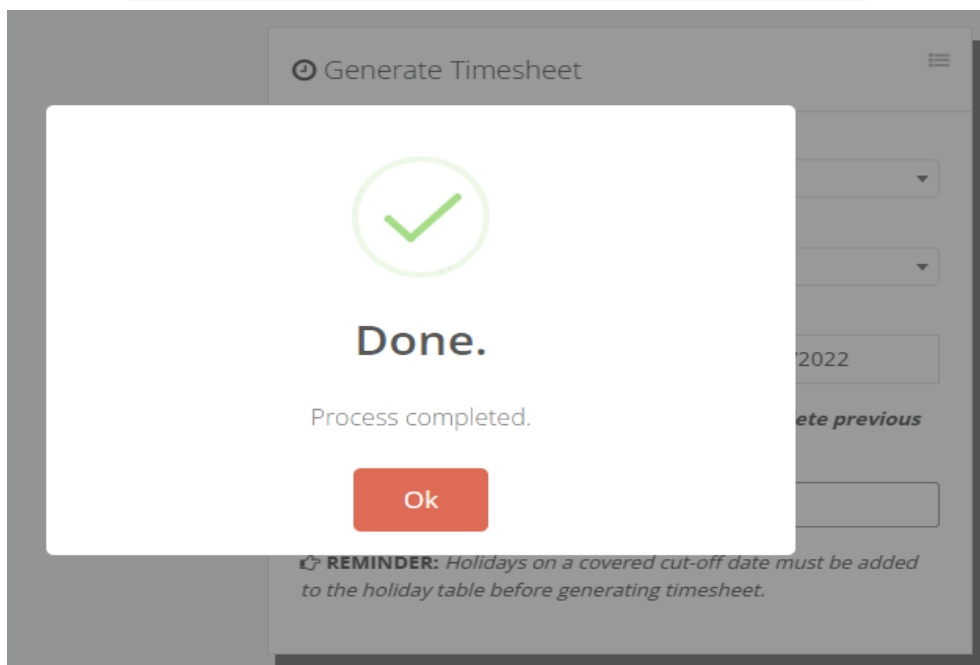 Generate Timesheet
Done.
/2022
Process completed.
ete previous
Ok
REMINDER: Holidays on a covered cut-off date must be added
to the holiday table before generating timesheet.